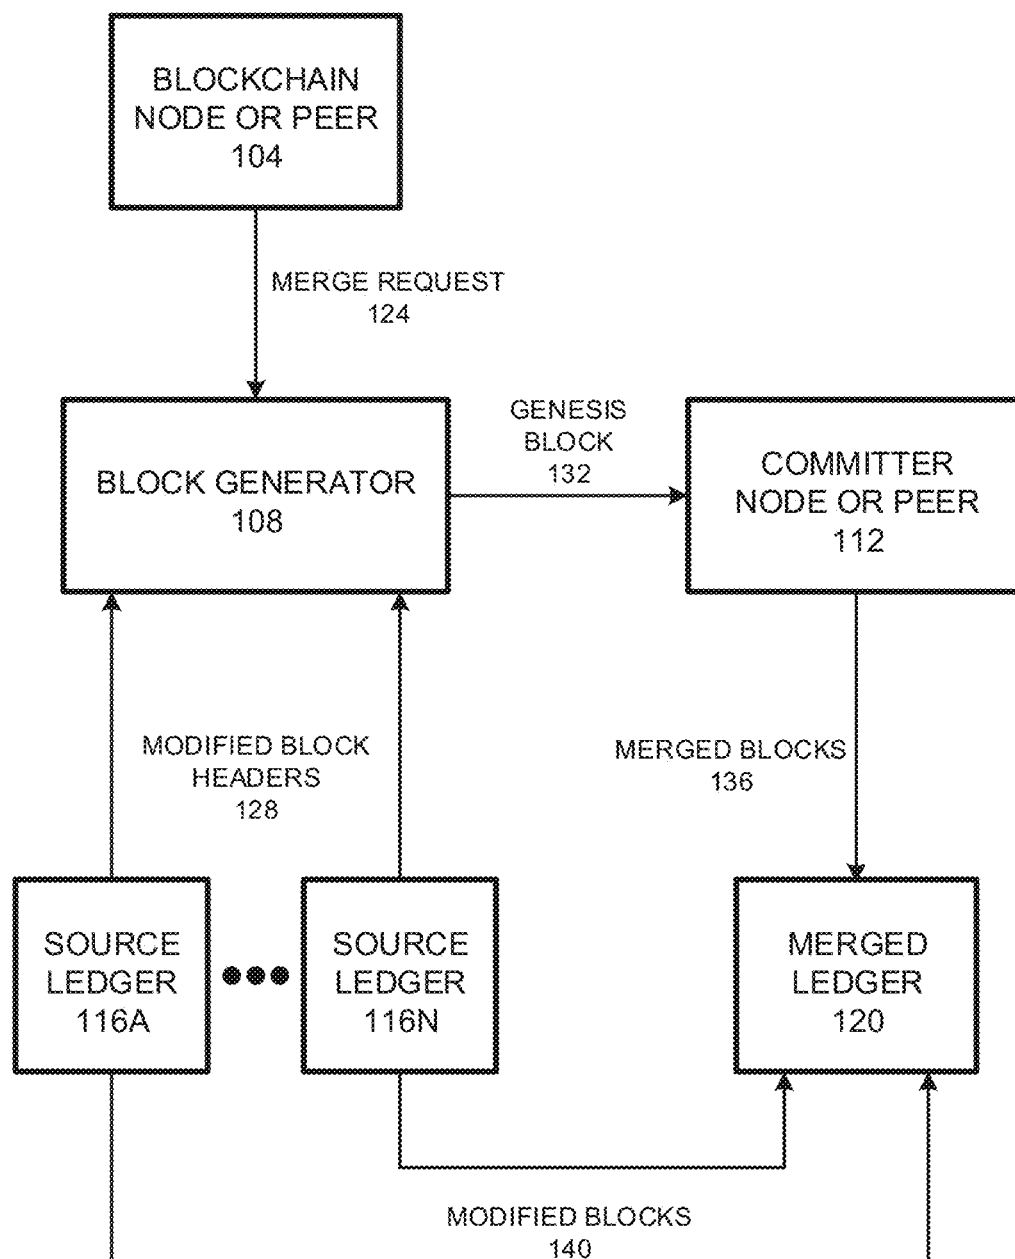 BLOCKCHAIN
NODE OR PEER
104
MERGE REQUEST
124
GENESIS
BLOCK
132
BLOCK GENERATOR
108
COMMITTER
NODE OR PEER
112
MODIFIED BLOCK
HEADERS
128
MERGED BLOCKS
136
SOURCE
LEDGER
116A
SOURCE
LEDGER
116N
MERGED
LEDGER
120
MODIFIED BLOCKS
140